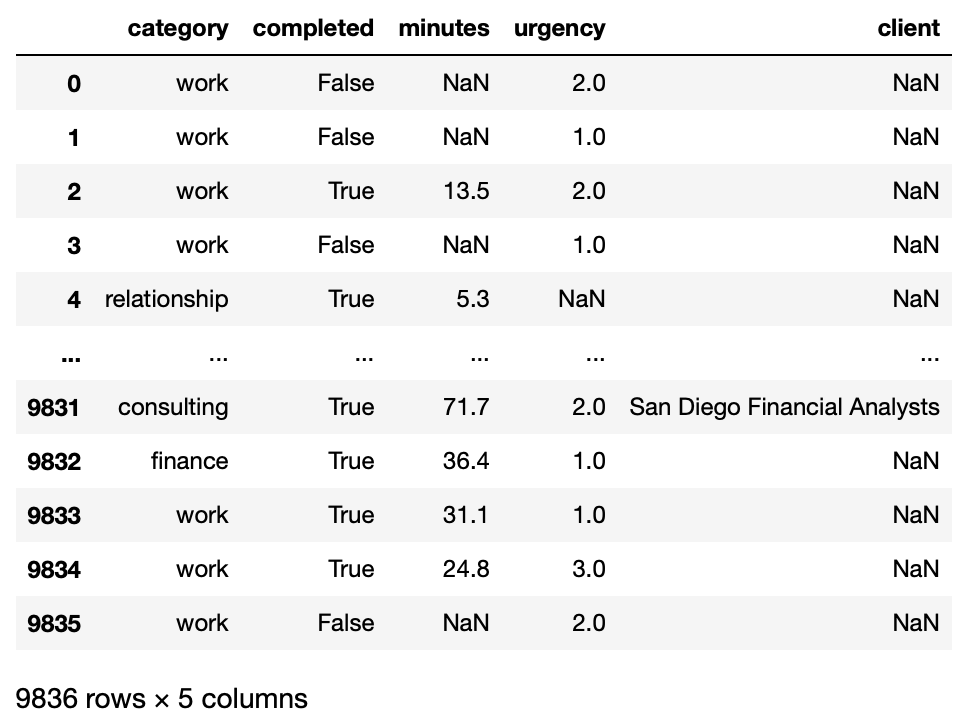 category completed minutes urgency client
0 work False NaN 2.0 NaN
1 work False NaN 1.0 NaN
2 work True 13.5 2.0 NaN
3 work False NaN 1.0 NaN
4 relationship True 5.3 NaN NaN
... ... ... ... ... ...
9831 consulting True 71.7 2.0 San Diego Financial Analysts
9832 finance True 36.4 1.0 NaN
9833 work True 31.1 1.0 NaN
9834 work True 24.8 3.0 NaN
9835 work False NaN 2.0 NaN
9836 rows × 5 columns